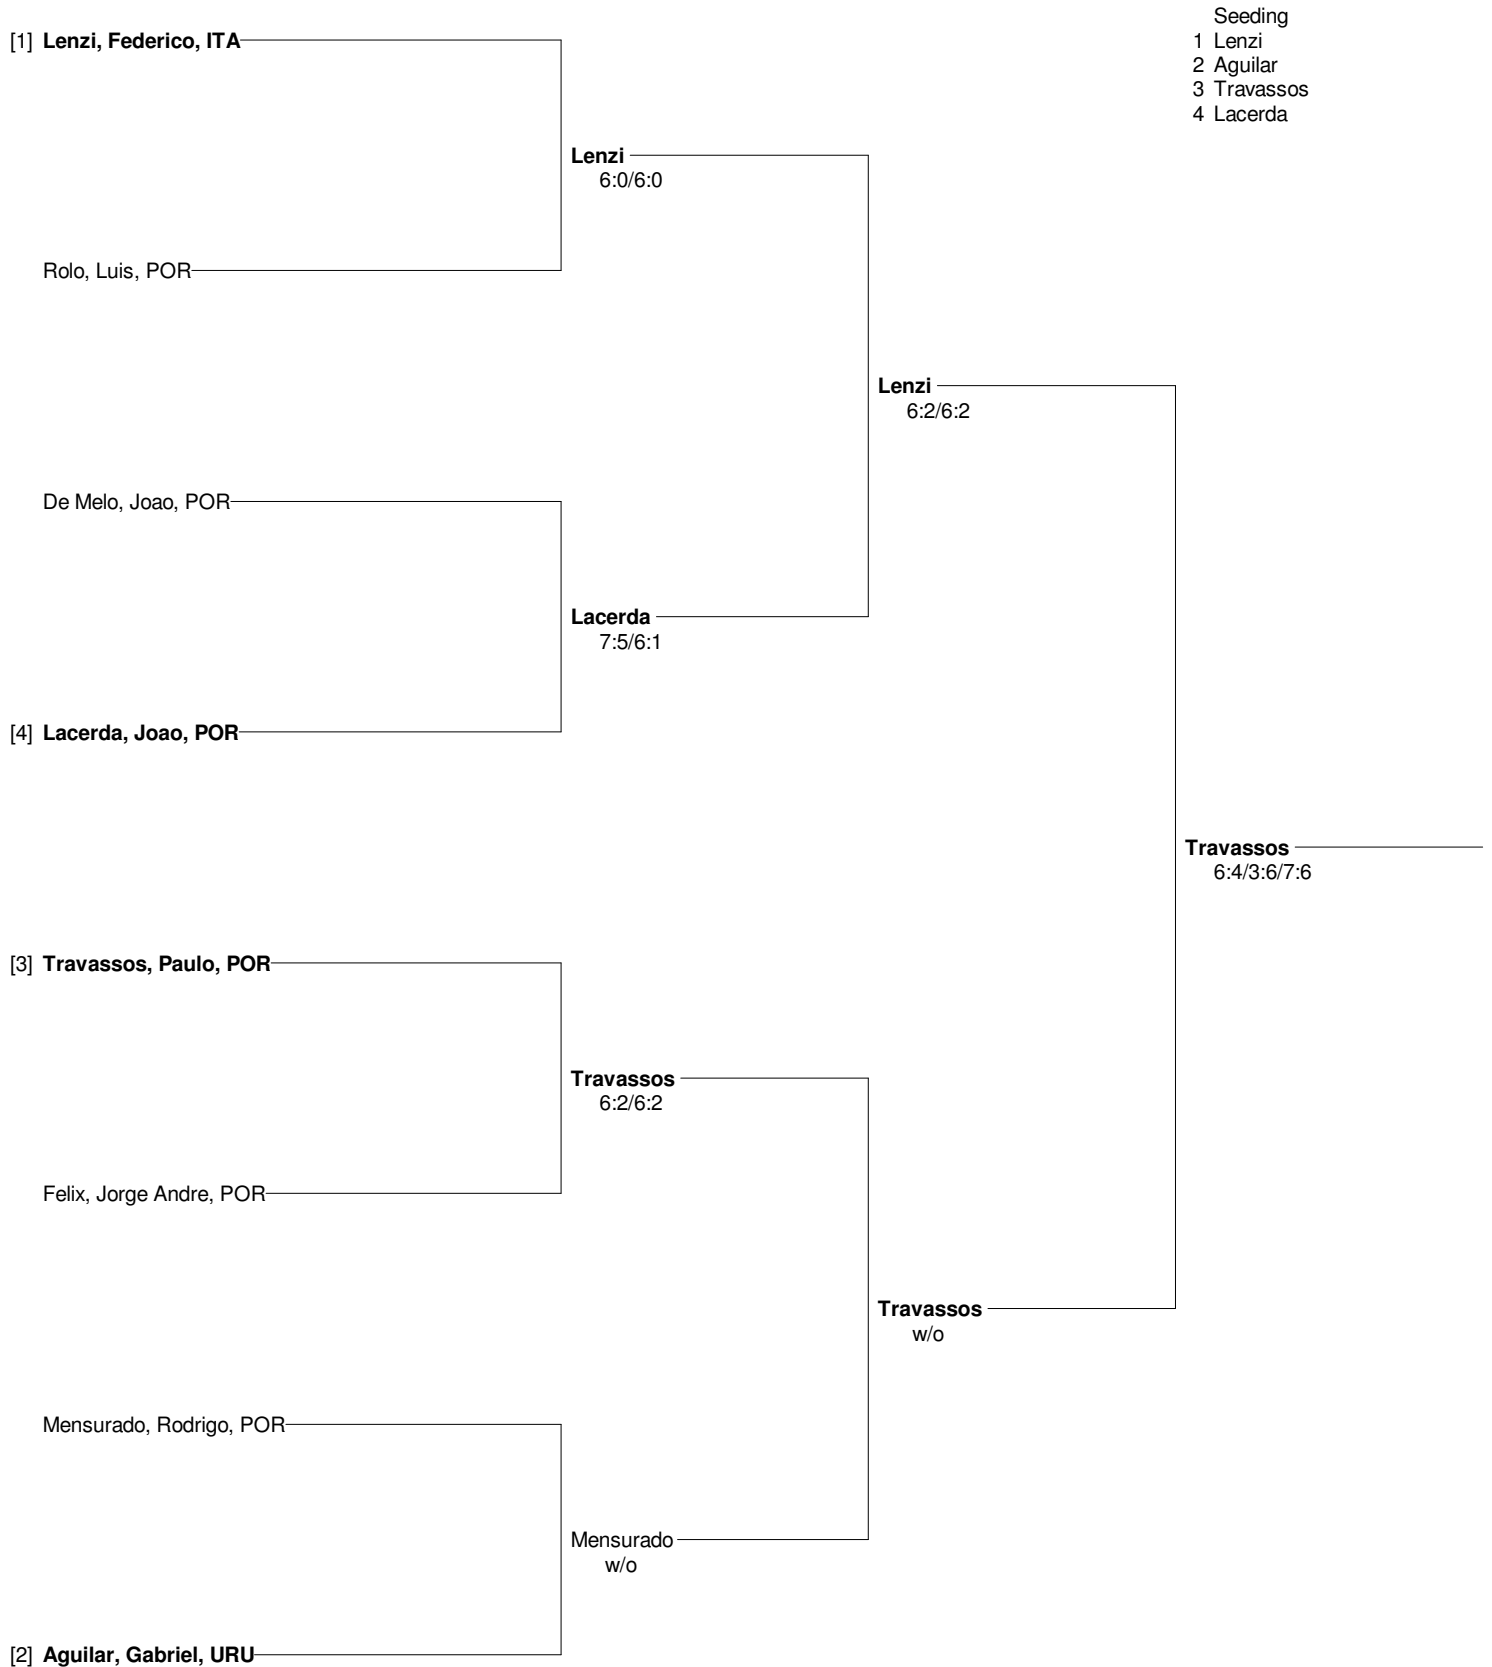 Seeding
[1] Lenzi, Federico, ITA
1 Lenzi
2 Aguilar
3 Travassos
4 Lacerda
Lenzi
6:0/6:0
Rolo, Luis, POR
Lenzi
6:2/6:2
De Melo, Joao, POR
Lacerda
7:5/6:1
[4] Lacerda, Joao, POR
Travassos
6:4/3:6/7:6
[3] Travassos, Paulo, POR
Travassos
6:2/6:2
Felix, Jorge Andre, POR
Travassos
w/o
Mensurado, Rodrigo, POR
Mensurado
w/o
[2] Aguilar, Gabriel, URU